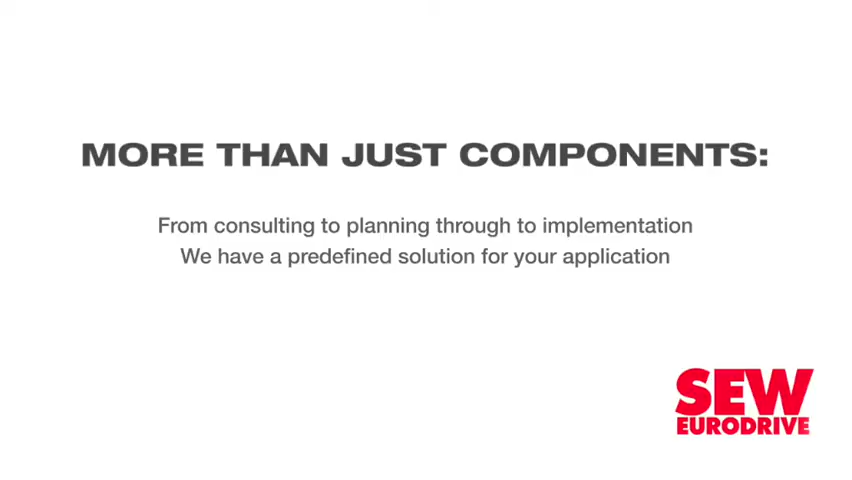 MORE THAN JUST COMPONENTS:
From consulting to planning through to implementation
We have a predefined solution for your application
SEW
EURODRIVE